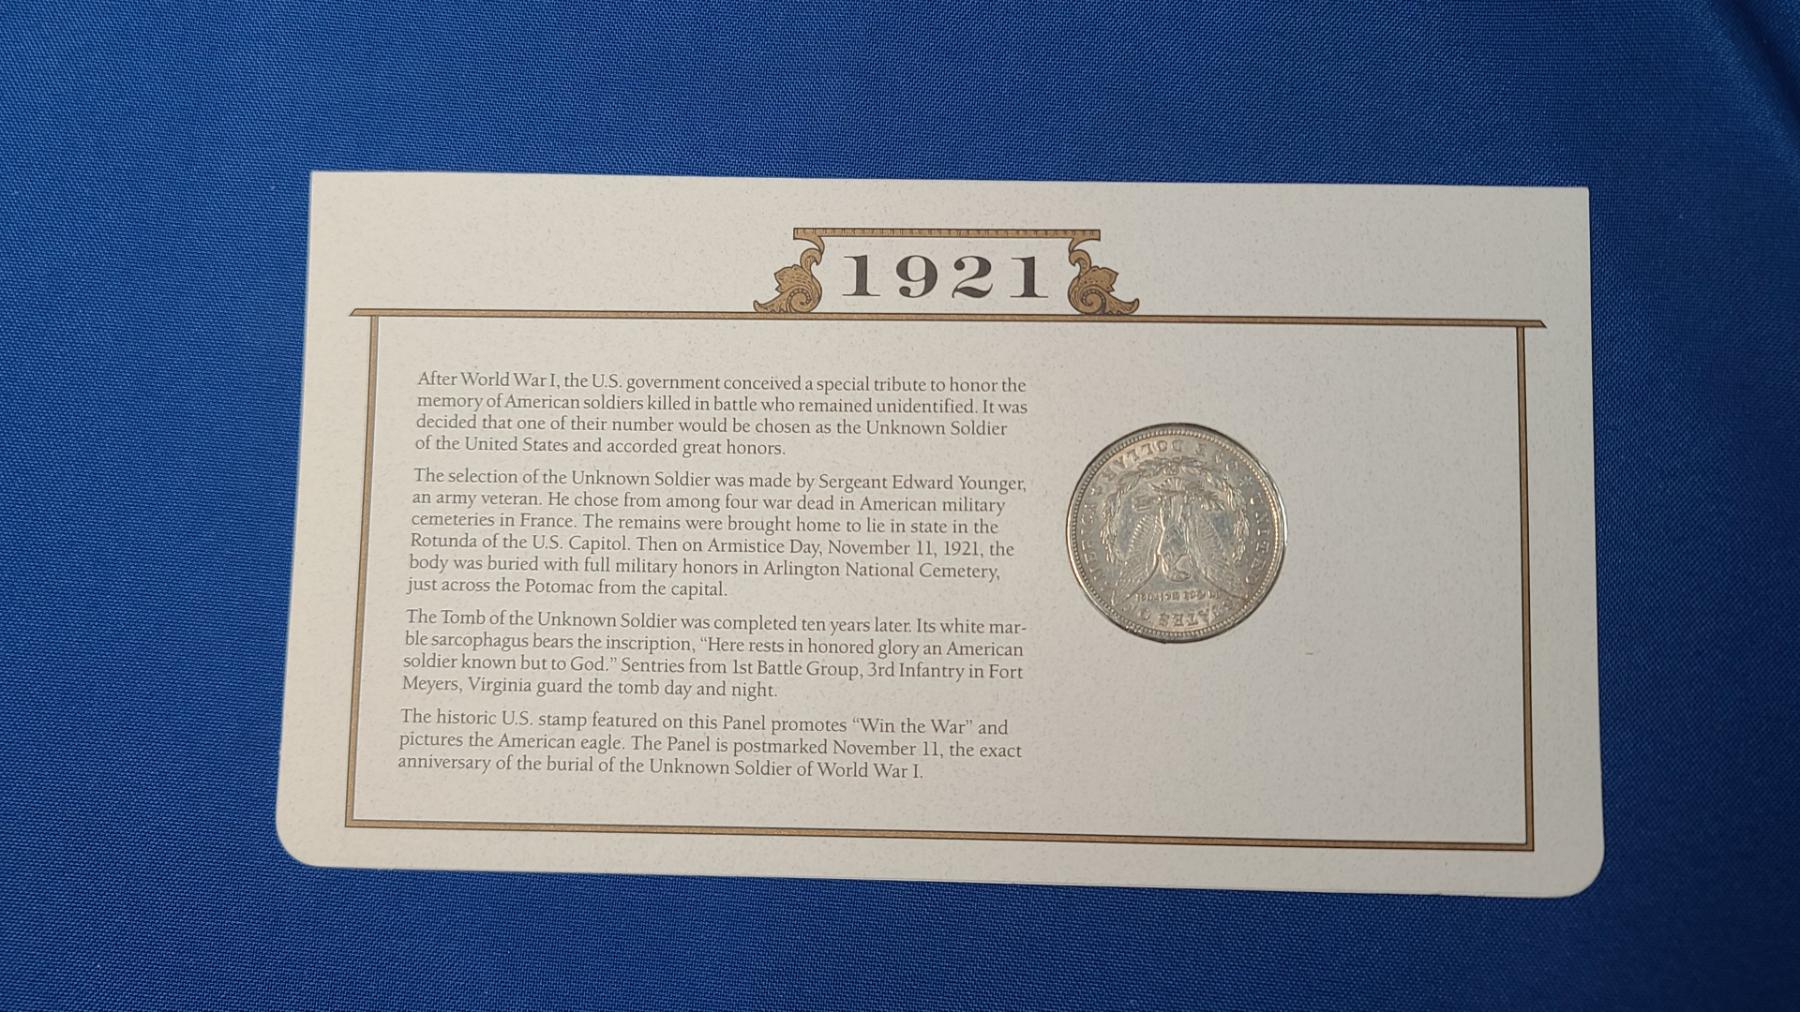 1921
After World War I, the U.S. government conceived a special tribute to honor the
memory of American soldiers killed in battle who remained unidentified. It was
decided that one of their number would be chosen as the Unknown Soldier
of the United States and accorded great honors.
The selection of the Unknown Soldier was made by Sergeant Edward Younger,
an army veteran. He chose from among four war dead in American military
cemeteries in France. The remains were brought home to lie in state in the
Rotunda of the U.S. Capitol. Then on Armistice Day, November 11, 1921, the
body was buried with full military honors in Arlington National Cemetery,
just across the Potomac from the capital.
The Tomb of the Unknown Soldier was completed ten years later. Its white mar-
ble sarcophagus bears the inscription, “Here rests in honored glory an American
soldier known but to God.” Sentries from 1st Battle Group, 3rd Infantry in Fort
Meyers, Virginia guard the tomb day and night.
The historic U.S. stamp featured on this Panel promotes “Win the War” and
pictures the American eagle. The Panel is postmarked November 11, the exact
anniversary of the burial of the Unknown Soldier of World War I.
DOLLAR
STATES